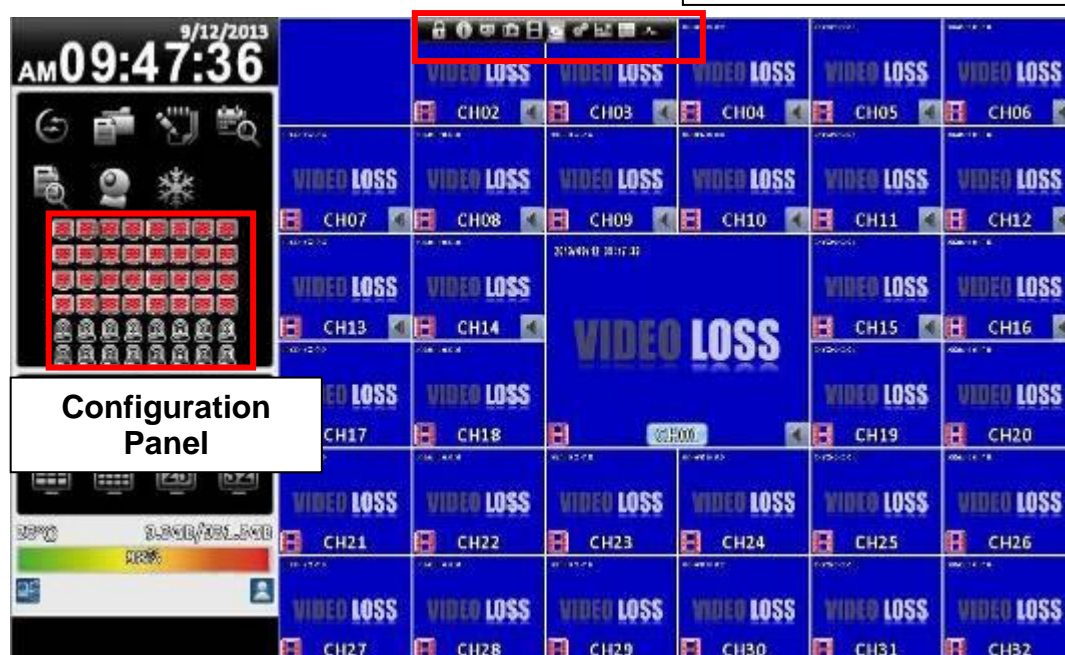 9/12/2013
AM 09:47:36
VIDEO LOSS
VIDEO LOSS
VIDEO LOSS
VIDEO LOSS
VIDEO LOSS
CH02
CH03
CH04
CH05
CH06
VIDEO LOSS
VIDEO LOSS
VIDEO LOSS
VIDEO LOSS
VIDEO LOSS
VIDEO LOSS
CH07
CH08
CH09
CH10
CH11
CH12
VIDEO LOSS
VIDEO LOSS
VIDEO LOSS
VIDEO LOSS
CH13
CH14
CH15
CH16
VIDEO LOSS
Configuration
Panel
LOSS
VIDEO LOSS
VIDEO LOSS
VIDEO LOSS
CH17
CH18
CH19
CH20
VIDEO LOSS
VIDEO LOSS
VIDEO LOSS
VIDEO LOSS
VIDEO LOSS
VIDEO LOSS
CH21
CH22
CH23
CH24
CH25
CH26
VIDEO LOSS
VIDEO LOSS
VIDEO LOSS
VIDEO LOSS
VIDEO LOSS
VIDEO LOSS
CH27
CH28
CH29
CH30
CH31
CH32